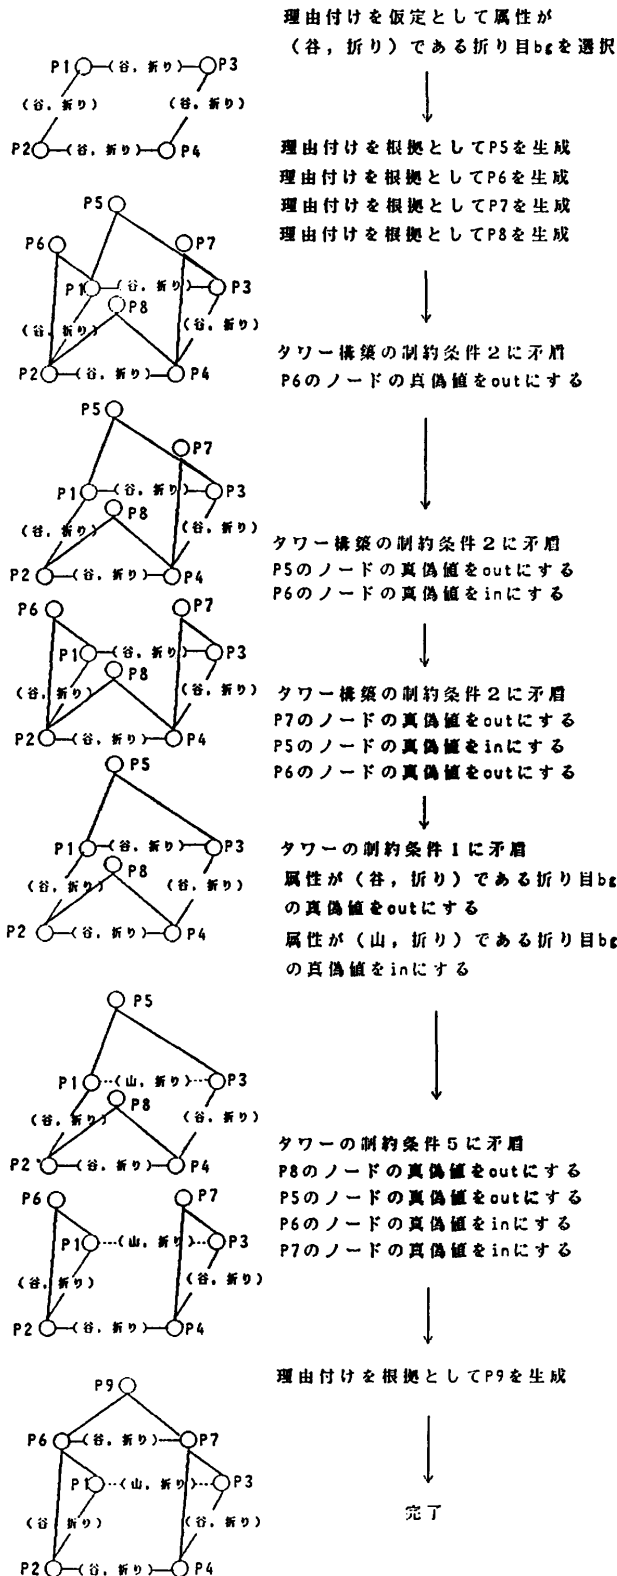 理由付けを仮定として属性が
(谷,折り)である折り目bgを選択
P1 (谷,折り) P3
(谷,折り) (谷,折り)
P2 (谷,折り) P4
理由付けを根拠としてP5を生成
理由付けを根拠としてP6を生成
理由付けを根拠としてP7を生成
理由付けを根拠としてP8を生成
P5
P6 P7
P1 (谷,折り) P3
P8
(谷,折り) (谷,折り)
P2 (谷,折り) P4
タワー構築の制約条件2に矛盾
P6のノードの真偽値をoutにする
P5
P7
P1 (谷,折り) P3
P8
(谷,折り) (谷,折り)
P2 (谷,折り) P4
タワー構築の制約条件2に矛盾
P5のノードの真偽値をoutにする
P6のノードの真偽値をinにする
P6 P7
P1 (谷,折り) P3
P8
(谷,折り) (谷,折り)
P2 (谷,折り) P4
タワー構築の制約条件2に矛盾
P7のノードの真偽値をoutにする
P5のノードの真偽値をinにする
P6のノードの真偽値をoutにする
P5
P1 (谷,折り) P3
P8
(谷,折り) (谷,折り)
P2 (谷,折り) P4
タワーの制約条件1に矛盾
属性が(谷,折り)である折り目bg
の真偽値をoutにする
属性が(山,折り)である折り目bg
の真偽値をinにする
P5
P1 (山,折り) P3
P8
(谷,折り) (谷,折り)
P2 (谷,折り) P4
タワーの制約条件5に矛盾
P8のノードの真偽値をoutにする
P5のノードの真偽値をoutにする
P6のノードの真偽値をinにする
P7のノードの真偽値をinにする
P6 P7
P1 (山,折り) P3
(谷,折り) (谷,折り)
P2 (谷,折り) P4
理由付けを根拠としてP9を生成
P9
P6 (谷,折り) P7
P1 (山,折り) P3
(谷,折り) (谷,折り)
P2 (谷,折り) P4
完了